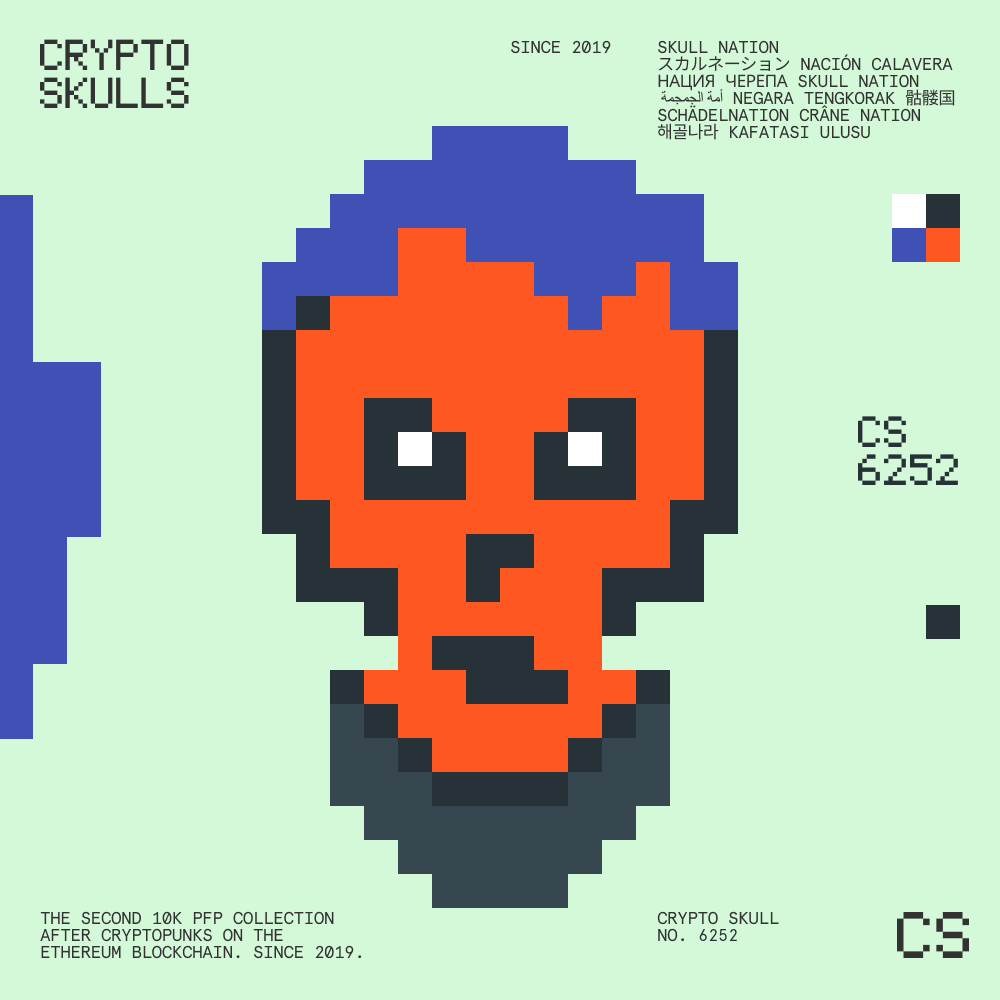 CRYPTO
SKULLS
SINCE 2019
SKULL NATION
スカルネーション NACIÓN CALAVERA
НАЦИЯ ЧЕРЕПА SKULL NATION
أمة الجمجمة NEGARA TENGKORAK 骷髅国
SCHÄDELNATION CRÂNE NATION
해골나라 KAFATASI ULUSU
CS
6252
THE SECOND 10K PFP COLLECTION
AFTER CRYPTOPUNKS ON THE
ETHEREUM BLOCKCHAIN. SINCE 2019.
CRYPTO SKULL
NO. 6252
CS